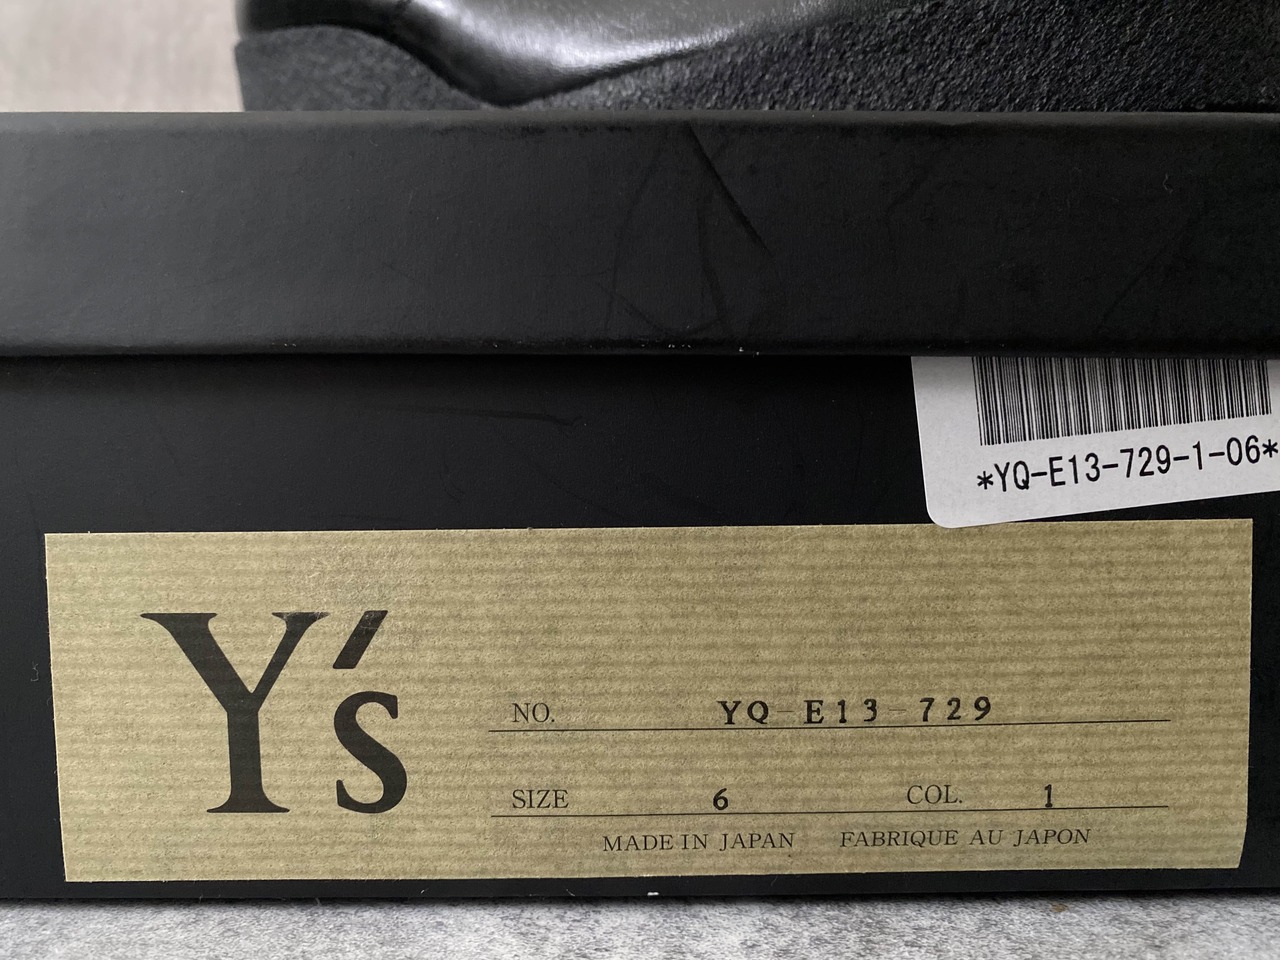 *YQ-E13-729-1-06*
Y's
NO. YQ-E13-729
SIZE 6 COL. 1
MADE IN JAPAN FABRIQUE AU JAPON